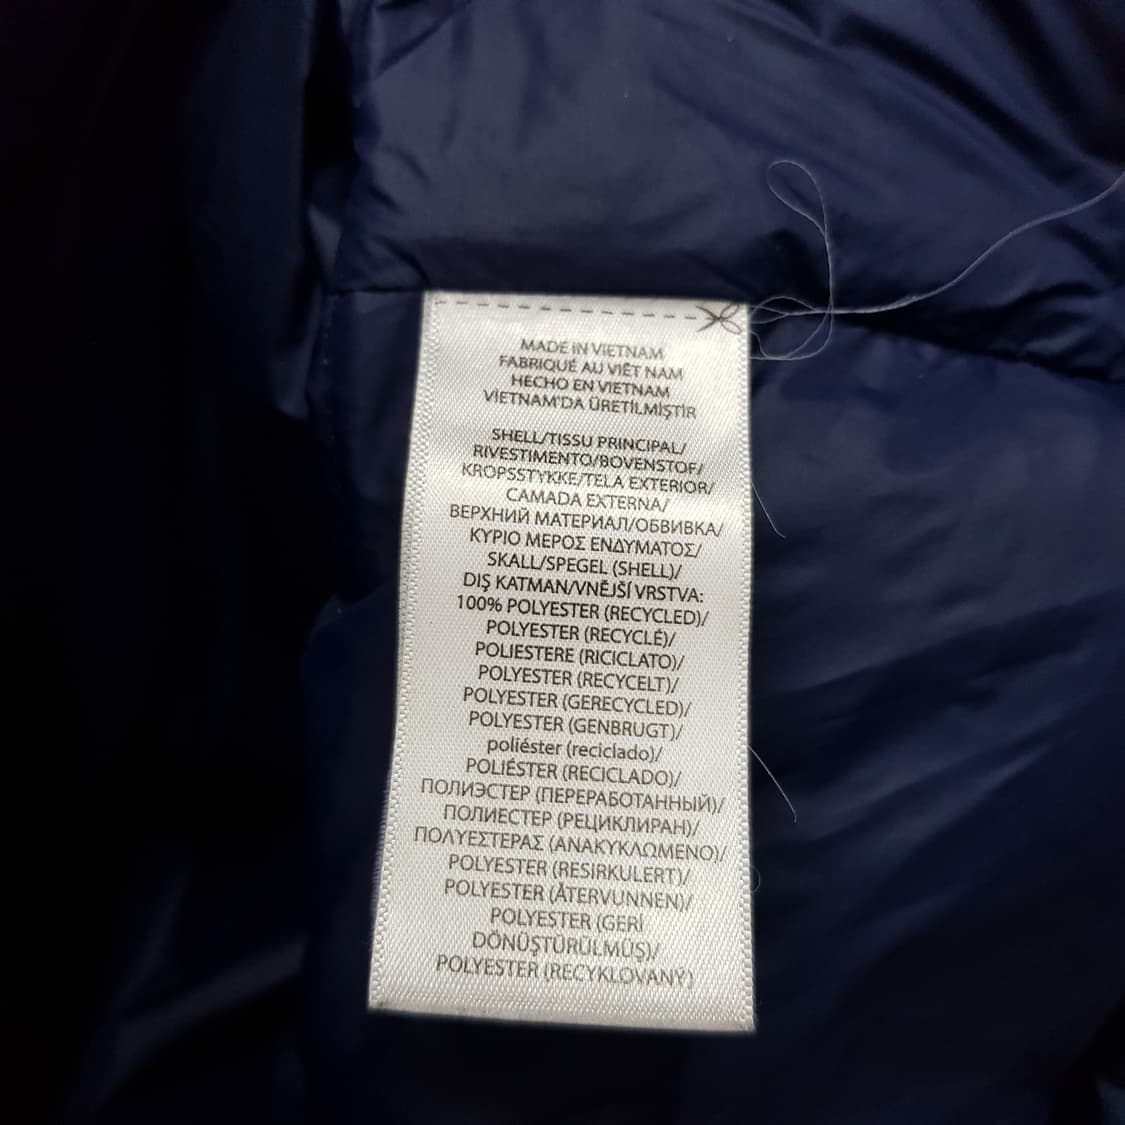 MADE IN VIETNAM
FABRIQUÉ AU VIÊT NAM
HECHO EN VIETNAM
VIETNAM'DA ÜRETİLMİŞTİR
SHELL/TISSU PRINCIPAL/
RIVESTIMENTO/BOVENSTOF/
KROPSSTYKKE/TELA EXTERIOR/
CAMADA EXTERNA/
ВЕРХНИЙ МАТЕРИАЛ/ОБВИВКА/
ΚΥΡΙΟ ΜΕΡΟΣ ΕΝΔΥΜΑΤΟΣ/
SKALL/SPEGEL (SHELL)/
DIŞ KATMAN/VNĚJŠÍ VRSTVA:
100% POLYESTER (RECYCLED)/
POLYESTER (RECYCLÉ)/
POLIESTERE (RICICLATO)/
POLYESTER (RECYCELT)/
POLYESTER (GERECYCLED)/
POLYESTER (GENBRUGT)/
poliéster (reciclado)/
POLIÉSTER (RECICLADO)/
ПОЛИЭСТЕР (ПЕРЕРАБОТАННЫЙ)/
ПОЛИЕСТЕР (РЕЦИКЛИРАН)/
ΠΟΛΥΕΣΤΕΡΑΣ (ΑΝΑΚΥΚΛΩΜΕΝΟ)/
POLYESTER (RESIRKULERT)/
POLYESTER (ÅTERVUNNEN)/
POLYESTER (GERİ
DÖNÜŞTÜRÜLMÜŞ)/
POLYESTER (RECYKLOVANÝ)